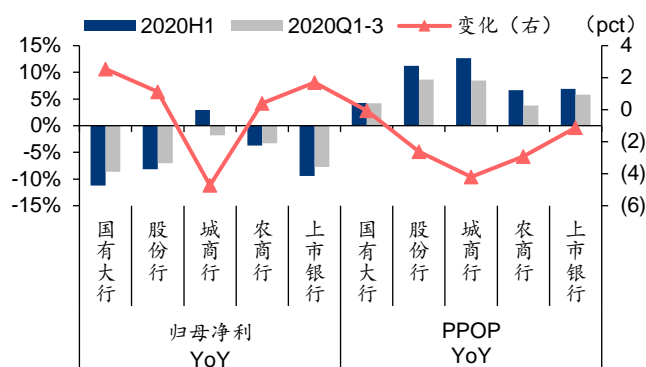 2020H1 2020Q1-3 变化（右） （pct）
15% 4
10% 2
5% 0
0% (2)
-5% (4)
-10% (6)
-15%
国有大行 股份行 城商行 农商行 上市银行 国有大行 股份行 城商行 农商行 上市银行
归母净利 PPOP
YoY YoY